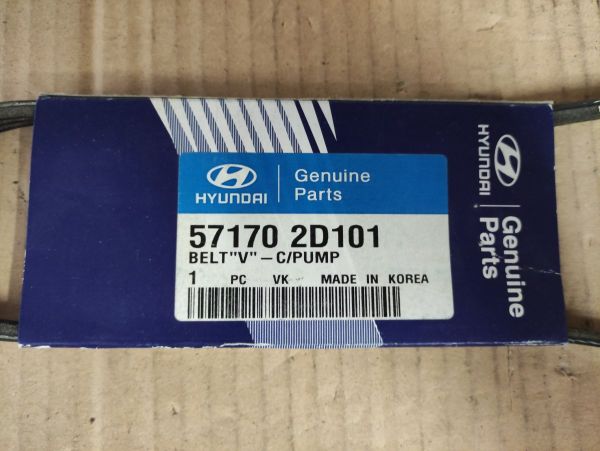 HYUNDAI
Genuine
Parts
57170 2D101
BELT"V"-C/PUMP
1 PC VK MADE IN KOREA
HYUNDAI
Genuine
Parts